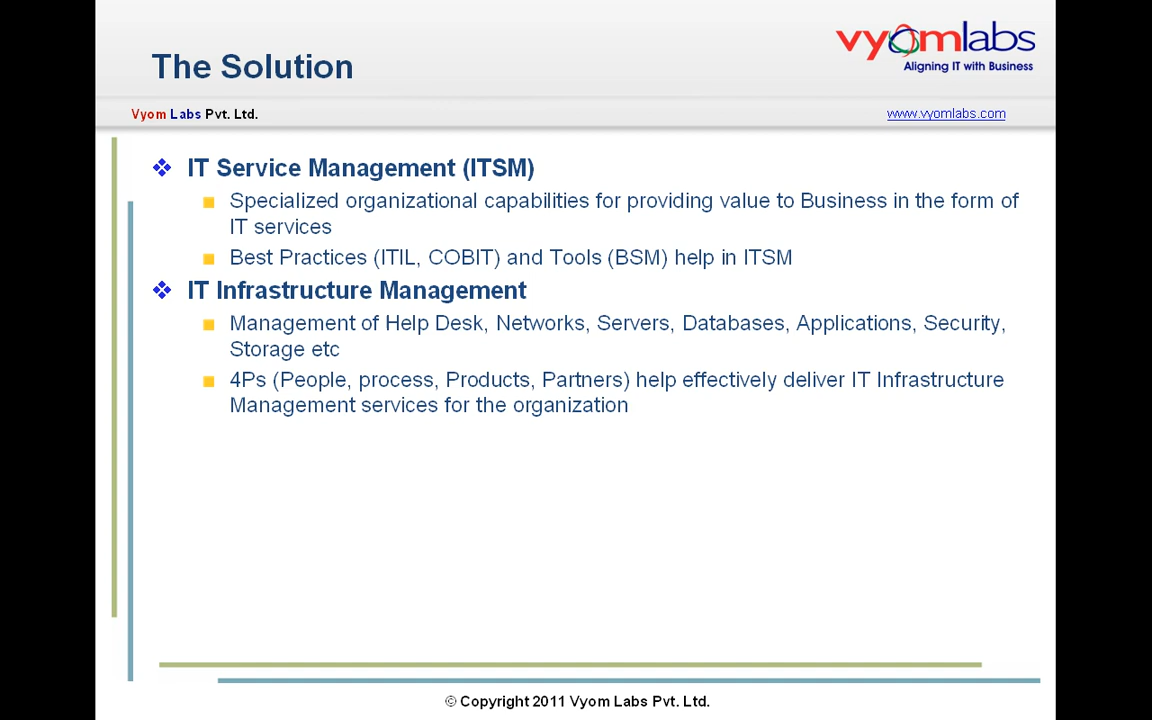 The Solution
vyomlabs
Aligning IT with Business
Vyom Labs Pvt. Ltd.
www.vyomlabs.com
IT Service Management (ITSM)
Specialized organizational capabilities for providing value to Business in the form of
IT services
Best Practices (ITIL, COBIT) and Tools (BSM) help in ITSM
IT Infrastructure Management
Management of Help Desk, Networks, Servers, Databases, Applications, Security,
Storage etc
4Ps (People, process, Products, Partners) help effectively deliver IT Infrastructure
Management services for the organization
© Copyright 2011 Vyom Labs Pvt. Ltd.